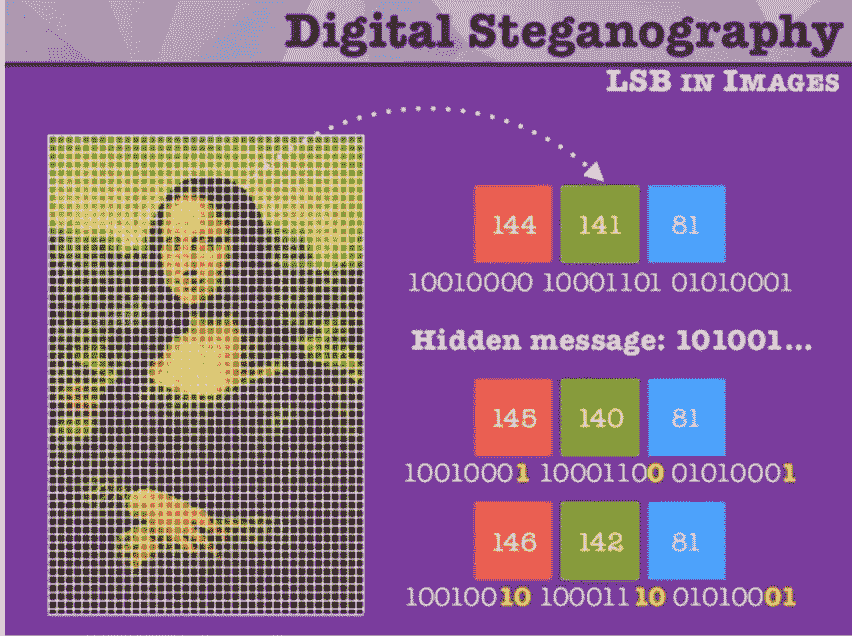 Digital Steganography
LSB in Images
144 141 81
10010000 10001101 01010001
Hidden message: 101001...
145 140 81
10010001 10001100 01010001
146 142 81
10010010 10001110 01010001